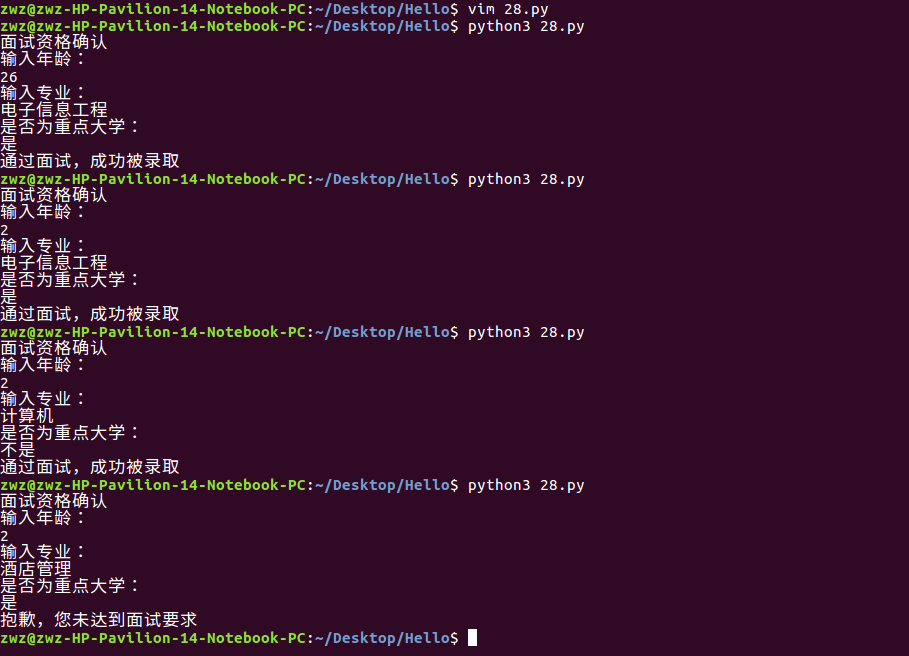 zwz@zwz-HP-Pavilion-14-Notebook-PC:~/Desktop/Hello$ vim 28.py
zwz@zwz-HP-Pavilion-14-Notebook-PC:~/Desktop/Hello$ python3 28.py
面试资格确认
输入年龄：
26
输入专业：
电子信息工程
是否为重点大学：
是
通过面试，成功被录取
zwz@zwz-HP-Pavilion-14-Notebook-PC:~/Desktop/Hello$ python3 28.py
面试资格确认
输入年龄：
2
输入专业：
电子信息工程
是否为重点大学：
是
通过面试，成功被录取
zwz@zwz-HP-Pavilion-14-Notebook-PC:~/Desktop/Hello$ python3 28.py
面试资格确认
输入年龄：
2
输入专业：
计算机
是否为重点大学：
不是
通过面试，成功被录取
zwz@zwz-HP-Pavilion-14-Notebook-PC:~/Desktop/Hello$ python3 28.py
面试资格确认
输入年龄：
2
输入专业：
酒店管理
是否为重点大学：
是
抱歉，您未达到面试要求
zwz@zwz-HP-Pavilion-14-Notebook-PC:~/Desktop/Hello$